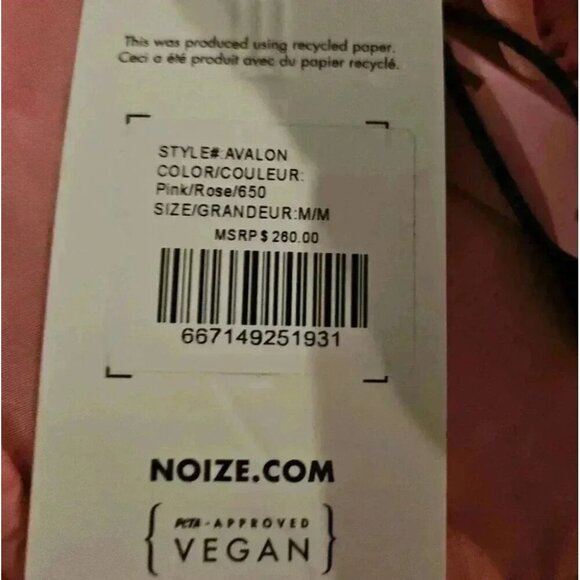 This was produced using recycled paper.
Ceci a été produit avec du papier recyclé.
STYLE#:AVALON
COLOR/COULEUR:
Pink/Rose/650
SIZE/GRANDEUR:M/M
MSRP $ 260.00
667149251931
NOIZE.COM
PETA-APPROVED
VEGAN